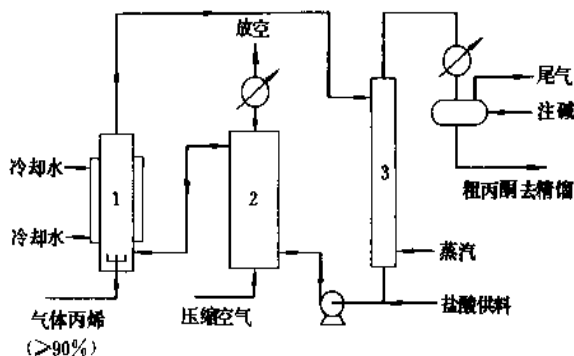 放空
尾气
注碱
粗丙酮去精馏
冷却水
1
2
3
冷却水
蒸汽
盐酸供料
气体丙烯
(>90%)
压缩空气